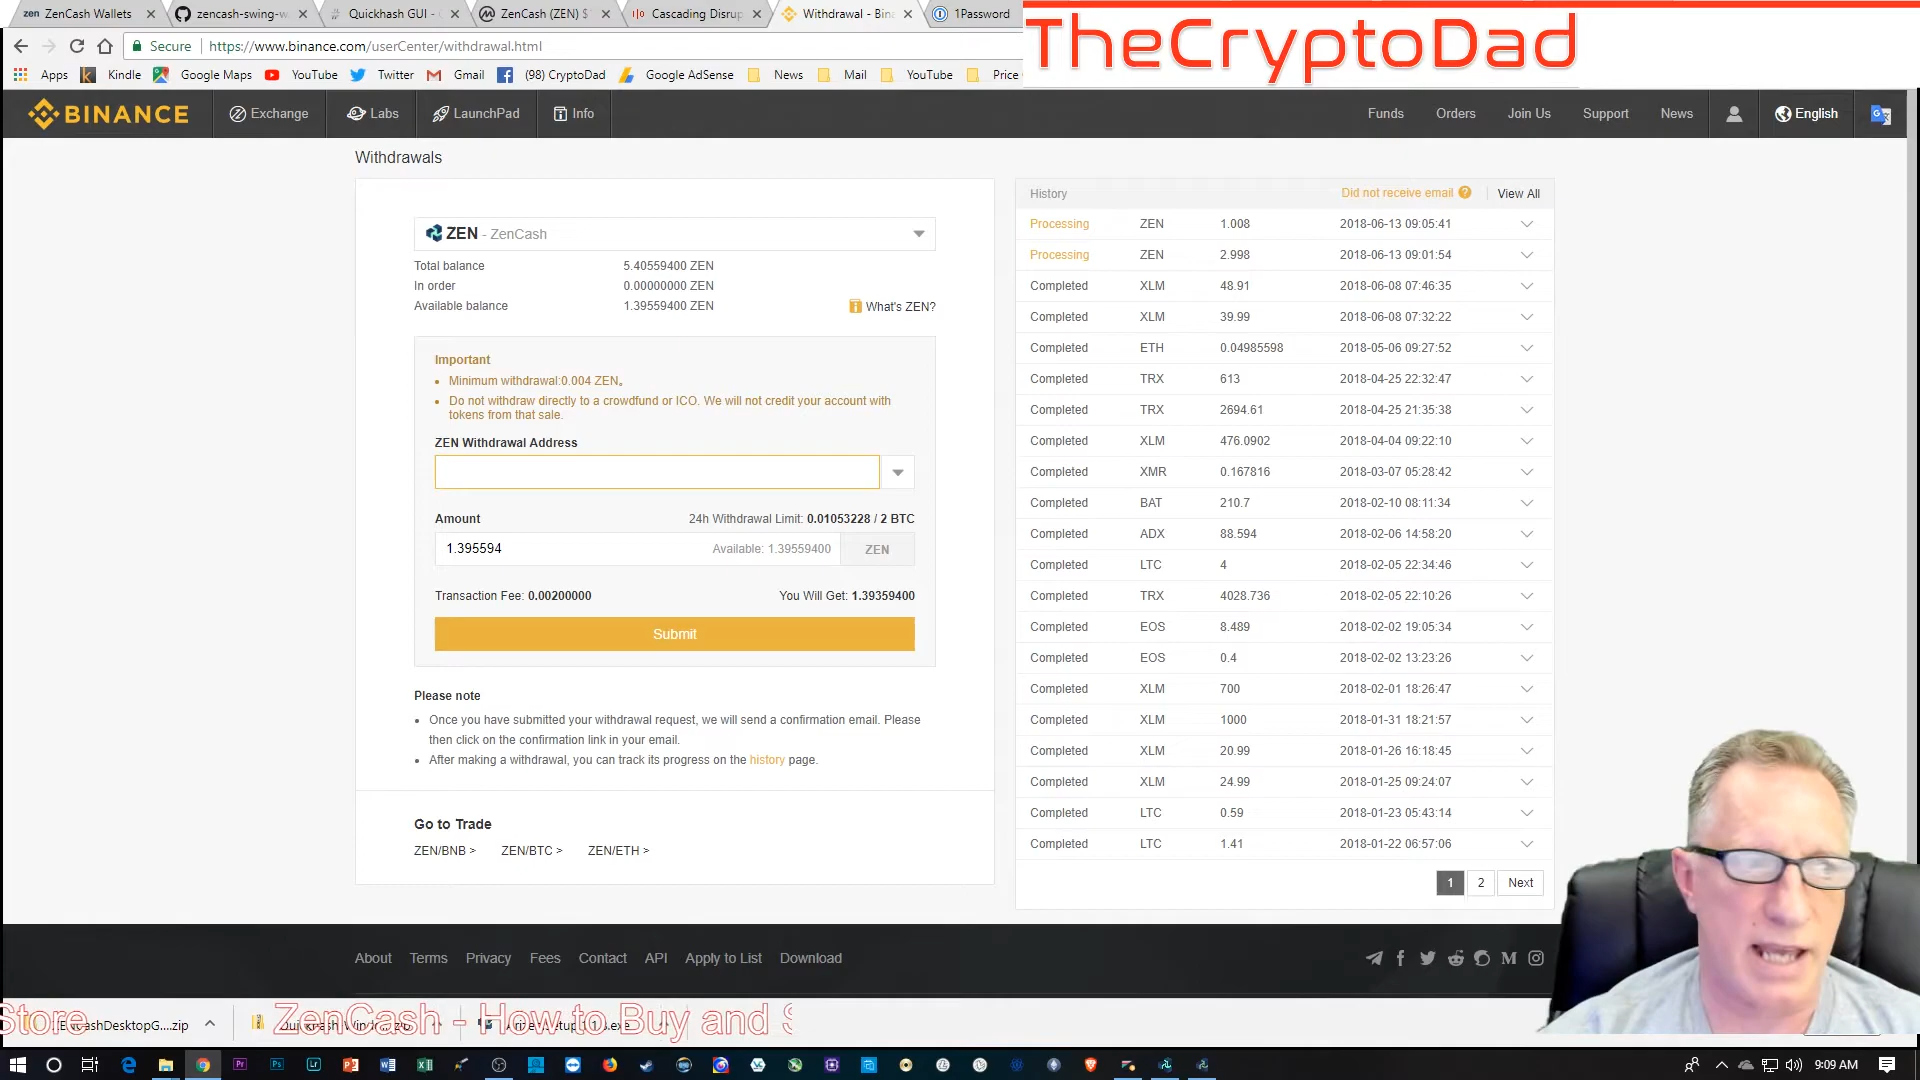 zen ZenCash Wallets
zencash-swing-w
Quickhash GUI -
ZenCash (ZEN) $
Cascading Disrup
Withdrawal - Bin
1Password
TheCryptoDad
Secure https://www.binance.com/userCenter/withdrawal.html
Apps Kindle Google Maps YouTube Twitter Gmail (98) CryptoDad Google AdSense News Mail YouTube Price
BINANCE Exchange Labs LaunchPad Info Funds Orders Join Us Support News English
Withdrawals
ZEN - ZenCash
Total balance 5.40559400 ZEN
In order 0.00000000 ZEN
Available balance 1.39559400 ZEN What's ZEN?
Important
Minimum withdrawal:0.004 ZEN。
Do not withdraw directly to a crowdfund or ICO. We will not credit your account with
tokens from that sale.
ZEN Withdrawal Address
Amount 24h Withdrawal Limit: 0.01053228 / 2 BTC
1.395594 Available: 1.39559400 ZEN
Transaction Fee: 0.00200000 You Will Get: 1.39359400
Submit
Please note
Once you have submitted your withdrawal request, we will send a confirmation email. Please
then click on the confirmation link in your email.
After making a withdrawal, you can track its progress on the history page.
Go to Trade
ZEN/BNB > ZEN/BTC > ZEN/ETH >
History Did not receive email View All
Processing ZEN 1.008 2018-06-13 09:05:41
Processing ZEN 2.998 2018-06-13 09:01:54
Completed XLM 48.91 2018-06-08 07:46:35
Completed XLM 39.99 2018-06-08 07:32:22
Completed ETH 0.04985598 2018-05-06 09:27:52
Completed TRX 613 2018-04-25 22:32:47
Completed TRX 2694.61 2018-04-25 21:35:38
Completed XLM 476.0902 2018-04-04 09:22:10
Completed XMR 0.167816 2018-03-07 05:28:42
Completed BAT 210.7 2018-02-10 08:11:34
Completed ADX 88.594 2018-02-06 14:58:20
Completed LTC 4 2018-02-05 22:34:46
Completed TRX 4028.736 2018-02-05 22:10:26
Completed EOS 8.489 2018-02-02 19:05:34
Completed EOS 0.4 2018-02-02 13:23:26
Completed XLM 700 2018-02-01 18:26:47
Completed XLM 1000 2018-01-31 18:21:57
Completed XLM 20.99 2018-01-26 16:18:45
Completed XLM 24.99 2018-01-25 09:24:07
Completed LTC 0.59 2018-01-23 05:43:14
Completed LTC 1.41 2018-01-22 06:57:06
1 2 Next
About Terms Privacy Fees Contact API Apply to List Download
Store ZenCash - How to Buy and S
9:09 AM